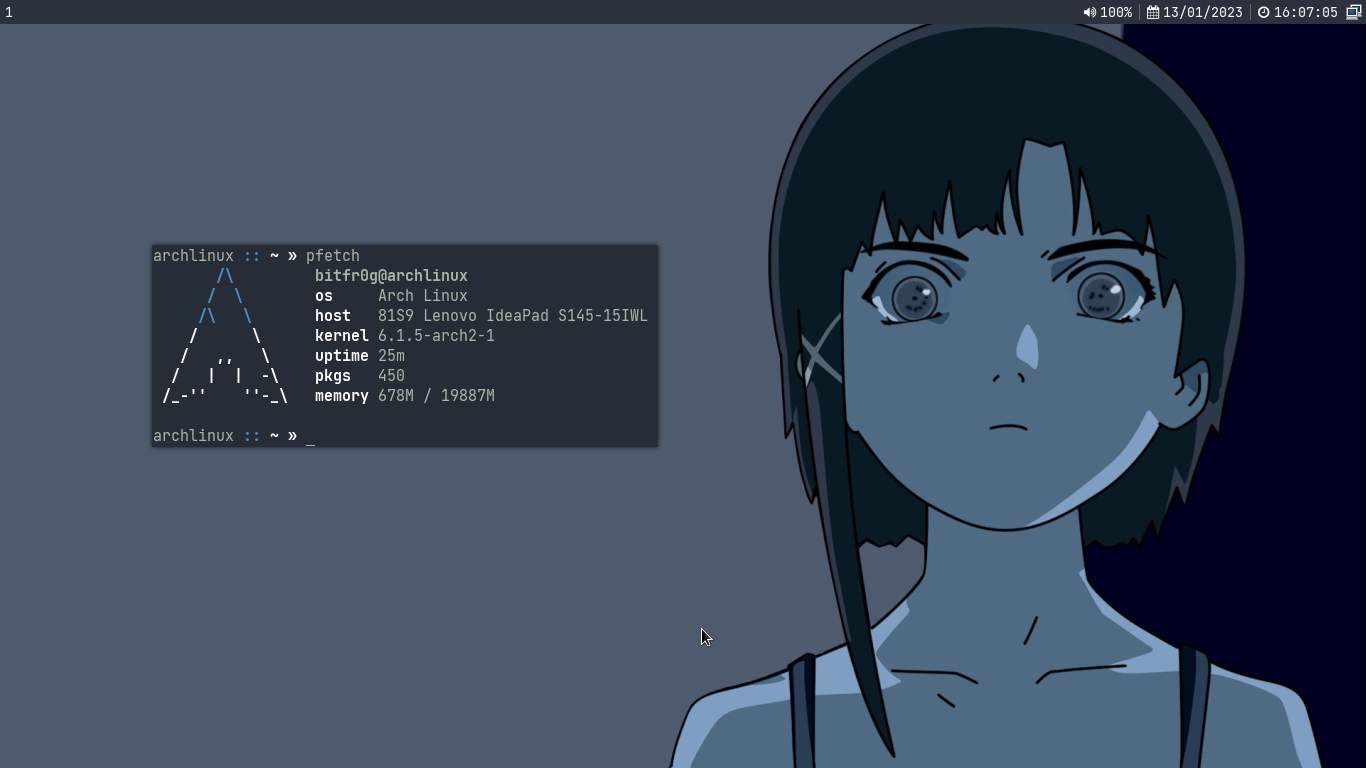 1 100% 13/01/2023 16:07:05
archlinux :: ~ » pfetch
       /\         bitfr0g@archlinux
      /  \        os     Arch Linux
     /\   \       host   81S9 Lenovo IdeaPad S145-15IWL
    /      \      kernel 6.1.5-arch2-1
   /   ,,   \     uptime 25m
  /   |  |  -\    pkgs   450
 /_-''    ''-_\   memory 678M / 19887M
archlinux :: ~ » _